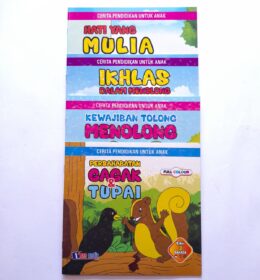 CERITA PENDIDIKAN UNTUK ANAK
HATI YANG
MULIA
CERITA PENDIDIKAN UNTUK ANAK
IKHLAS
DALAM MENOLONG
CERITA PENDIDIKAN UNTUK ANAK
KEWAJIBAN TOLONG
MENOLONG
CERITA PENDIDIKAN UNTUK ANAK
PERSAHABATAN
GAGAK
&
TUPAI
FULL COLOUR